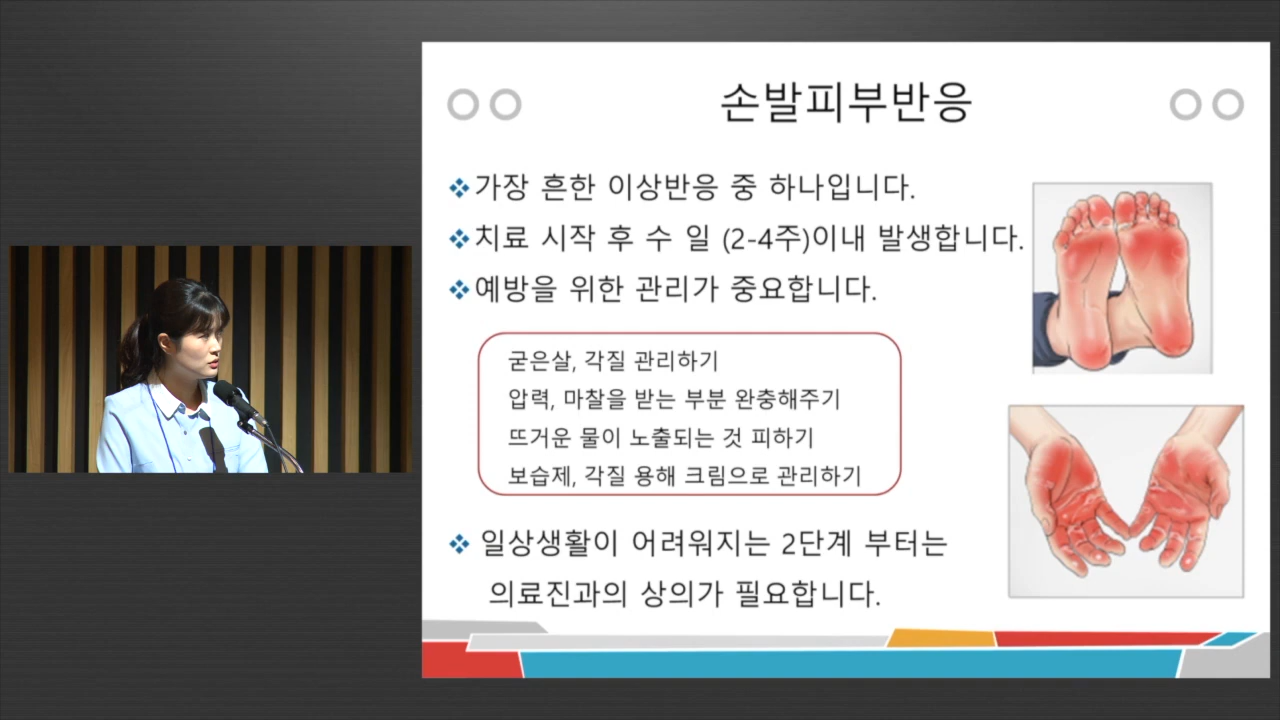 손발피부반응
가장 흔한 이상반응 중 하나입니다.
치료 시작 후 수 일 (2-4주)이내 발생합니다.
예방을 위한 관리가 중요합니다.
굳은살, 각질 관리하기
압력, 마찰을 받는 부분 완충해주기
뜨거운 물이 노출되는 것 피하기
보습제, 각질 용해 크림으로 관리하기
일상생활이 어려워지는 2단계 부터는
의료진과의 상의가 필요합니다.